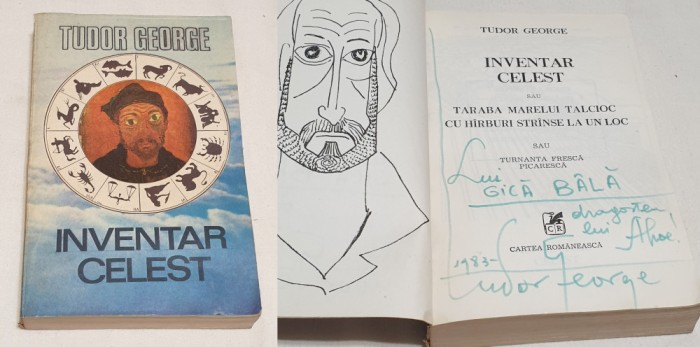 TUDOR GEORGE
INVENTAR
CELEST
TUDOR GEORGE
INVENTAR
CELEST
SAU
TARABA MARELUI TALCIOC
CU HÎRBURI STRÎNSE LA UN LOC
SAU
TURNANTA FRESCĂ
PICARESCĂ
Lui
GICĂ BÂLĂ
dragostea
lui Ahoe!
CR
CARTEA ROMÂNEASCĂ
1983-
Tudor George